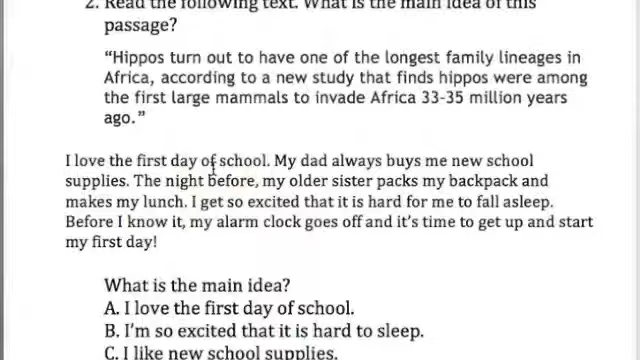 2. Read the following text. What is the main idea of this
passage?
“Hippos turn out to have one of the longest family lineages in
Africa, according to a new study that finds hippos were among
the first large mammals to invade Africa 33-35 million years
ago.”
I love the first day of school. My dad always buys me new school
supplies. The night before, my older sister packs my backpack and
makes my lunch. I get so excited that it is hard for me to fall asleep.
Before I know it, my alarm clock goes off and it’s time to get up and start
my first day!
What is the main idea?
A. I love the first day of school.
B. I’m so excited that it is hard to sleep.
C. I like new school supplies.